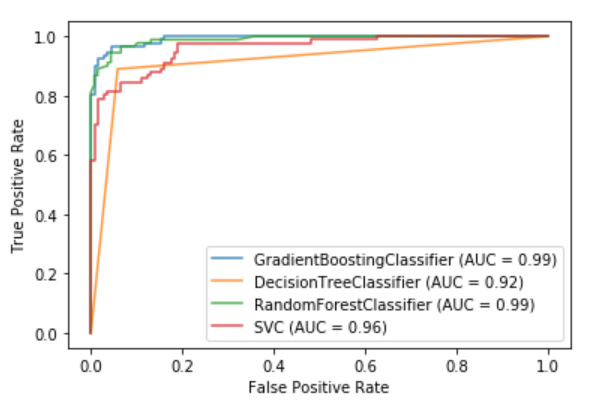 1.0
0.8
0.6
0.4
0.2
0.0
True Positive Rate
GradientBoostingClassifier (AUC = 0.99)
DecisionTreeClassifier (AUC = 0.92)
RandomForestClassifier (AUC = 0.99)
SVC (AUC = 0.96)
0.0 0.2 0.4 0.6 0.8 1.0
False Positive Rate